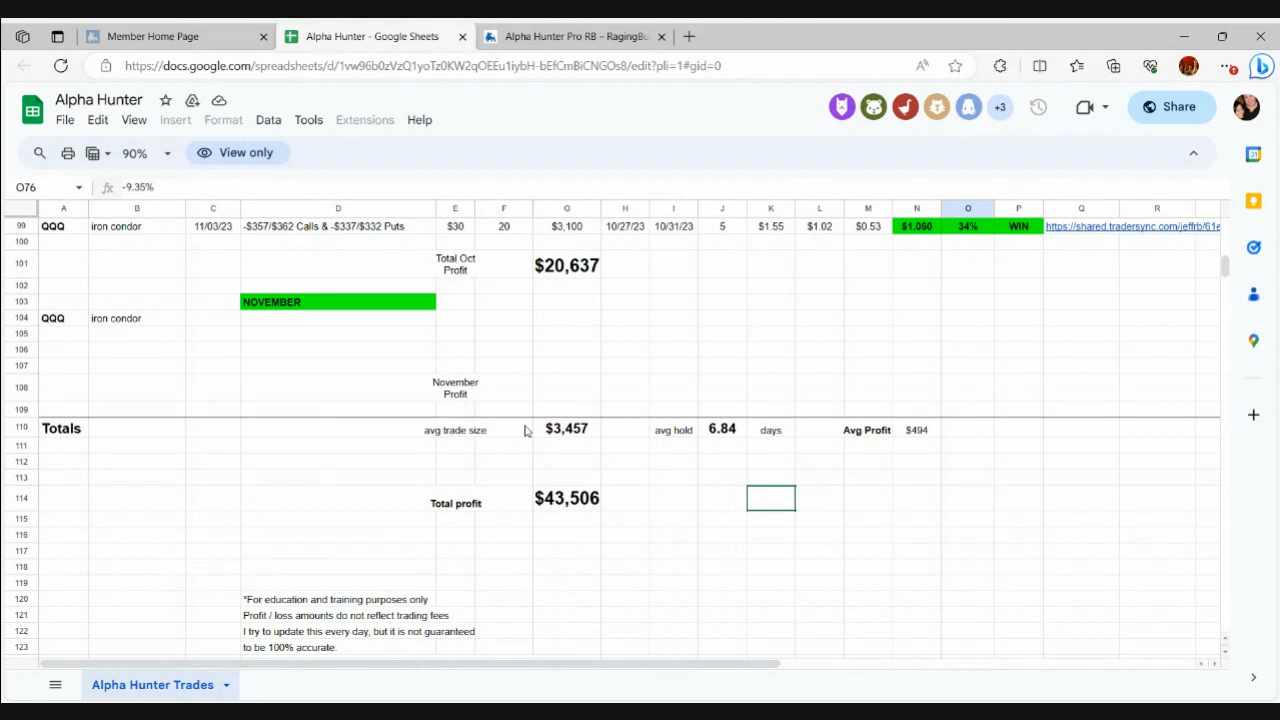 Member Home Page
Alpha Hunter - Google Sheets
Alpha Hunter Pro RB – RagingBu
https://docs.google.com/spreadsheets/d/1vw96b0zVzQ1yoTz0KW2qOEEu1iybH-bEfCmBiCNGOs8/edit?pli=1#gid=0
Alpha Hunter
+3
Share
File Edit View Insert Format Data Tools Extensions Help
90% View only
O76 fx -9.35%
A B C D E F G H I J K L M N O P Q R
99 QQQ iron condor 11/03/23 -$357/$362 Calls & -$337/$332 Puts $30 20 $3,100 10/27/23 10/31/23 5 $1.55 $1.02 $0.53 $1,060 34% WIN https://shared.tradersync.com/jeffrb/61e
100
101 Total Oct Profit $20,637
102
103 NOVEMBER
104 QQQ iron condor
105
106
107
108 November Profit
109
110 Totals avg trade size $3,457 avg hold 6.84 days Avg Profit $494
111
112
113
114 Total profit $43,506
115
116
117
118
119
120 *For education and training purposes only
121 Profit / loss amounts do not reflect trading fees
122 I try to update this every day, but it is not guaranteed
123 to be 100% accurate.
Alpha Hunter Trades